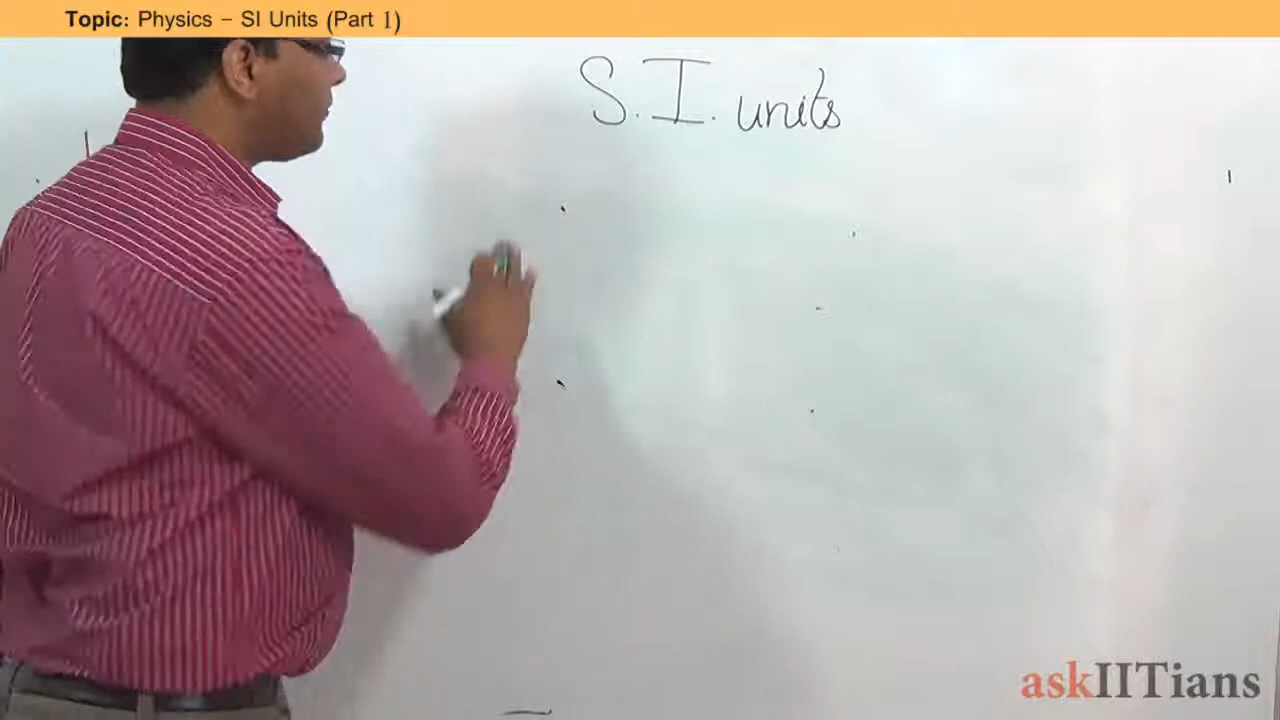 Topic: Physics – SI Units (Part 1)
S.I. units
askIITians